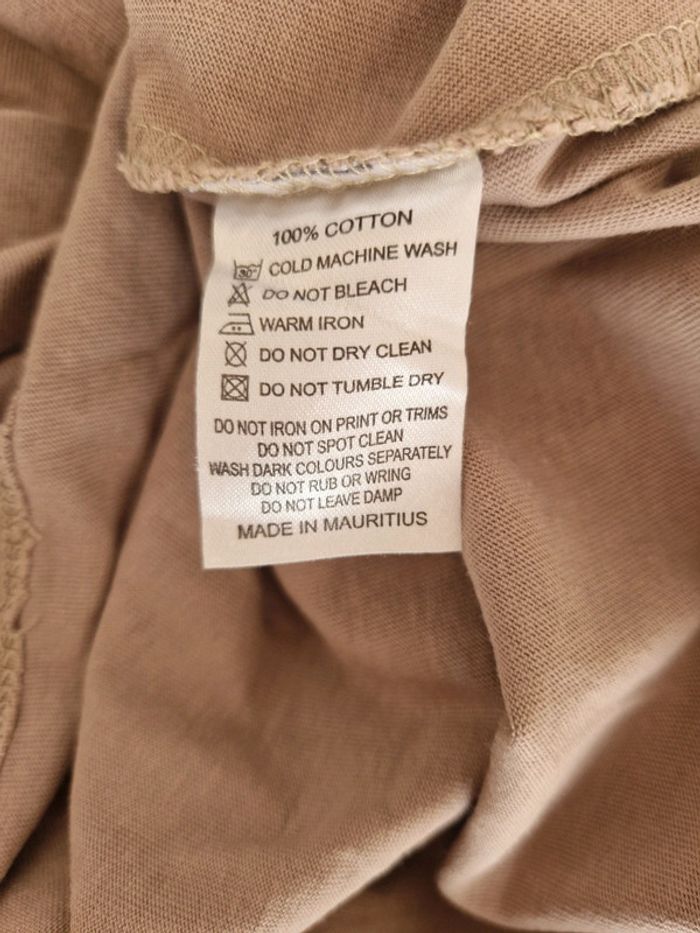 100% COTTON
30° COLD MACHINE WASH
DO NOT BLEACH
WARM IRON
DO NOT DRY CLEAN
DO NOT TUMBLE DRY
DO NOT IRON ON PRINT OR TRIMS
DO NOT SPOT CLEAN
WASH DARK COLOURS SEPARATELY
DO NOT RUB OR WRING
DO NOT LEAVE DAMP
MADE IN MAURITIUS